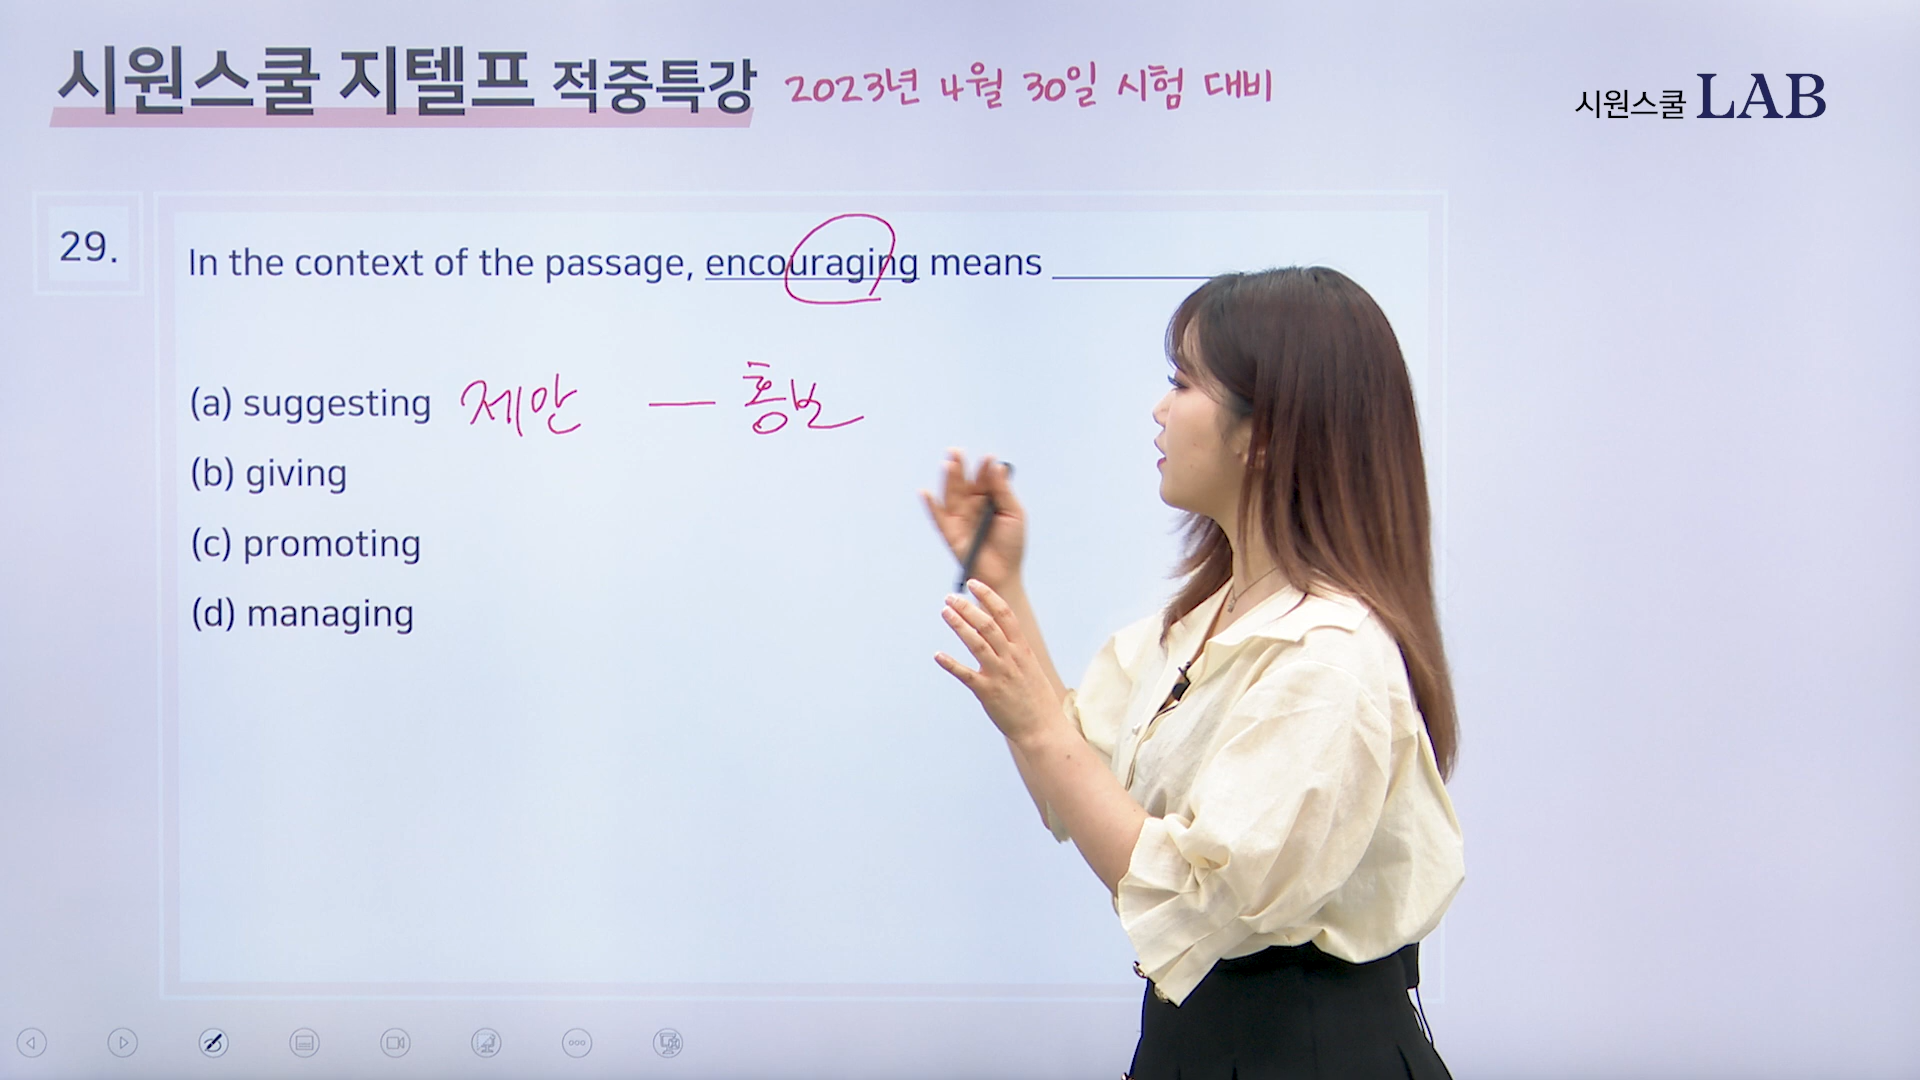 시원스쿨 지텔프 적중특강 2023년 4월 30일 시험 대비
시원스쿨 LAB
29.
In the context of the passage, encouraging means __________
(a) suggesting 제안 — 홍보
(b) giving
(c) promoting
(d) managing